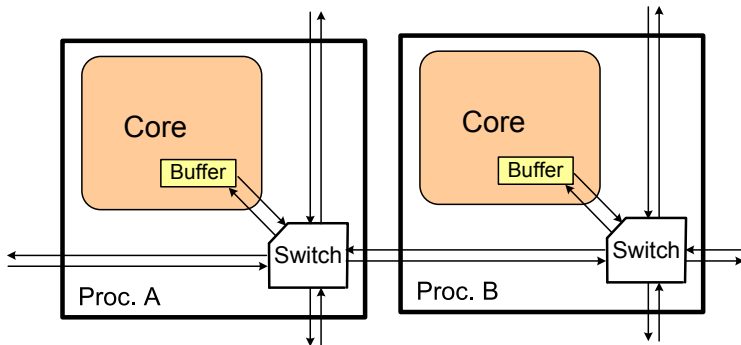 Core
Buffer
Switch
Proc. A
Core
Buffer
Switch
Proc. B